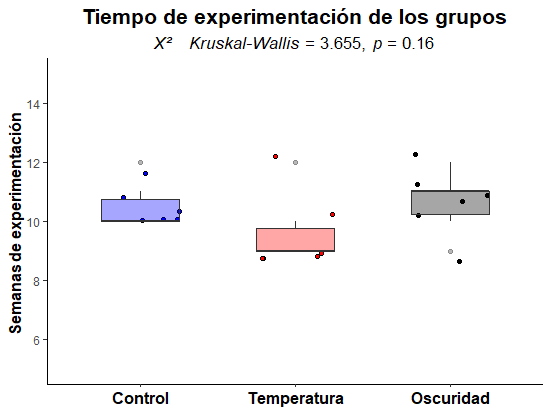 Tiempo de experimentación de los grupos
X² Kruskal-Wallis = 3.655, p = 0.16
Semanas de experimentación
14
12
10
8
6
Control Temperatura Oscuridad